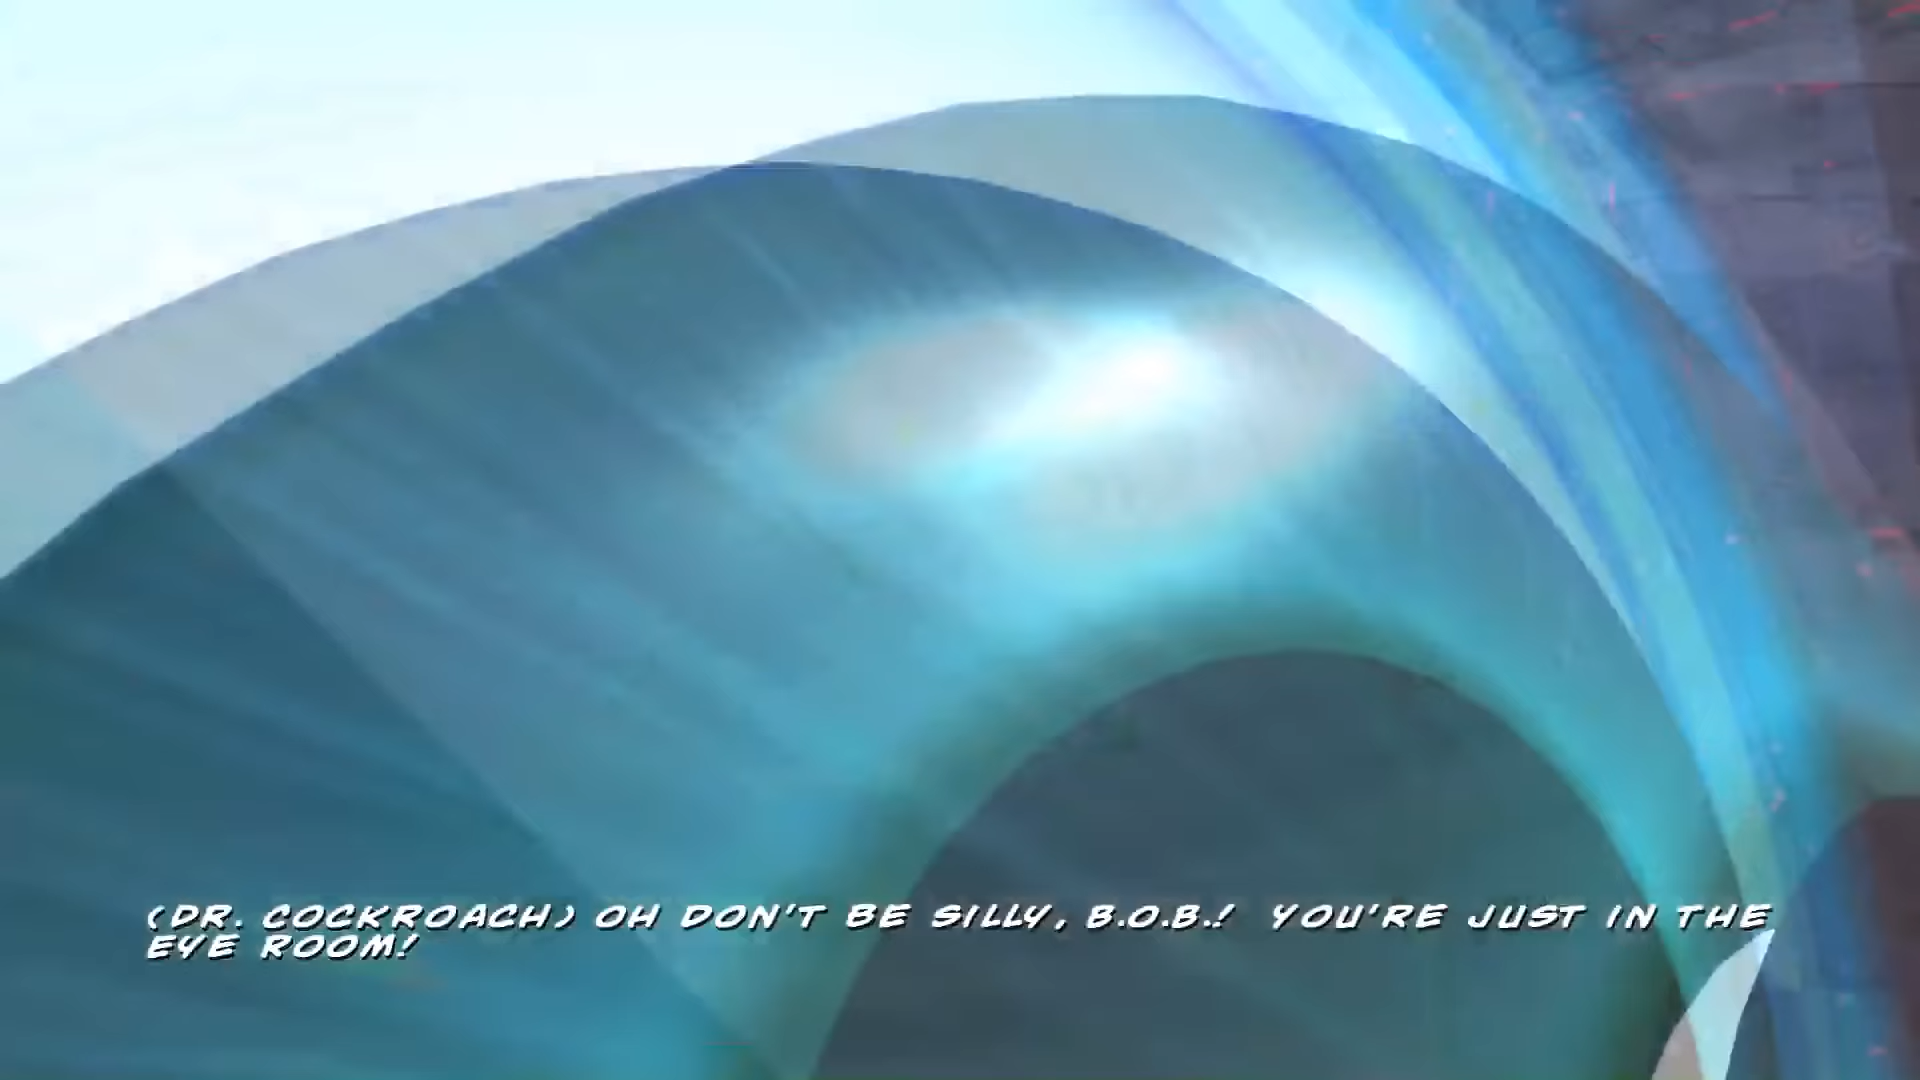 (DR. COCKROACH) OH DON'T BE SILLY, B.O.B.! YOU'RE JUST IN THE
EYE ROOM!